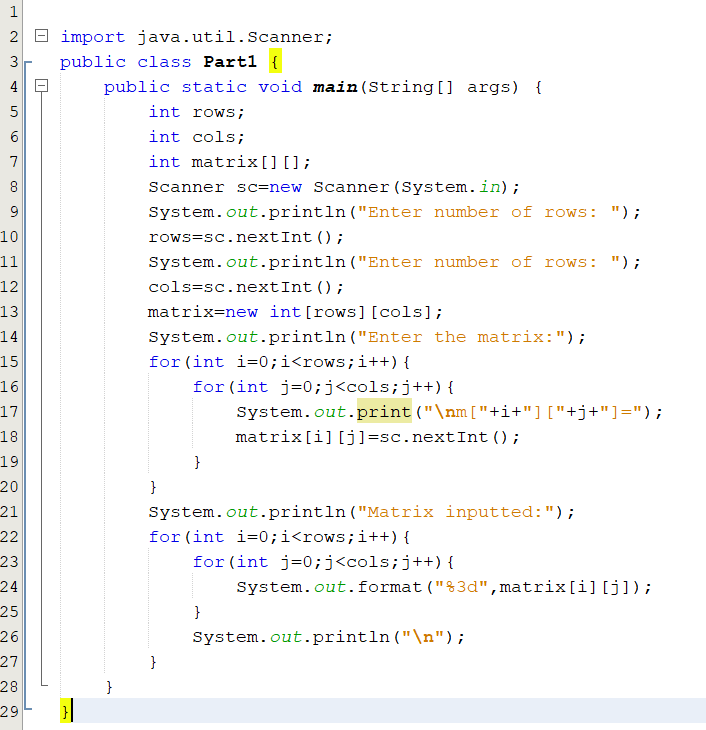 1
2 import java.util.Scanner;
3 public class Part1 {
4 public static void main(String[] args) {
5 int rows;
6 int cols;
7 int matrix[][];
8 Scanner sc=new Scanner(System.in);
9 System.out.println("Enter number of rows: ");
10 rows=sc.nextInt();
11 System.out.println("Enter number of rows: ");
12 cols=sc.nextInt();
13 matrix=new int[rows][cols];
14 System.out.println("Enter the matrix:");
15 for(int i=0;i<rows;i++){
16 for(int j=0;j<cols;j++){
17 System.out.print("\nm["+i+"]["+j+"]=");
18 matrix[i][j]=sc.nextInt();
19 }
20 }
21 System.out.println("Matrix inputted:");
22 for(int i=0;i<rows;i++){
23 for(int j=0;j<cols;j++){
24 System.out.format("%3d",matrix[i][j]);
25 }
26 System.out.println("\n");
27 }
28 }
29 }